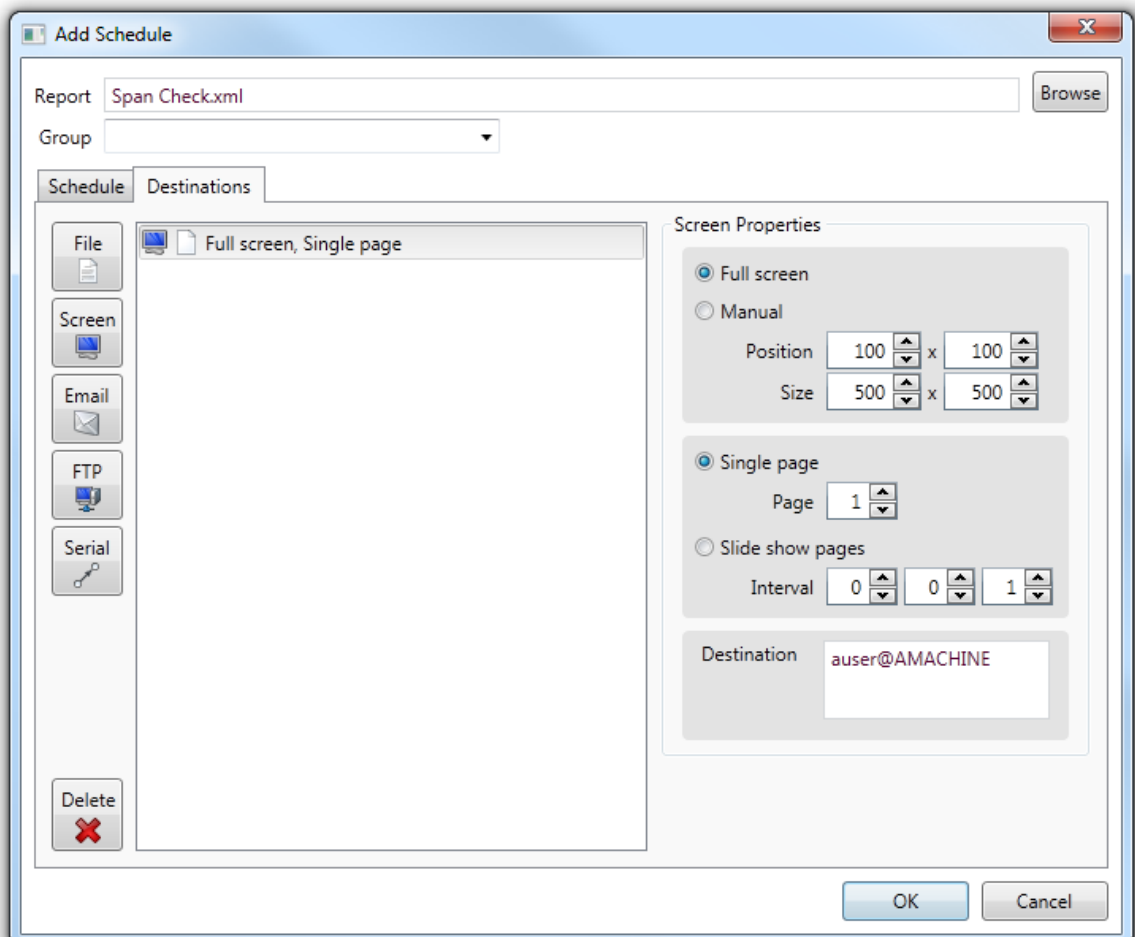 Add Schedule
Report Span Check.xml Browse
Group
Schedule Destinations
File
Screen
Email
FTP
Serial
Delete
Full screen, Single page
Screen Properties
Full screen
Manual
Position 100 x 100
Size 500 x 500
Single page
Page 1
Slide show pages
Interval 0 0 1
Destination auser@AMACHINE
OK Cancel